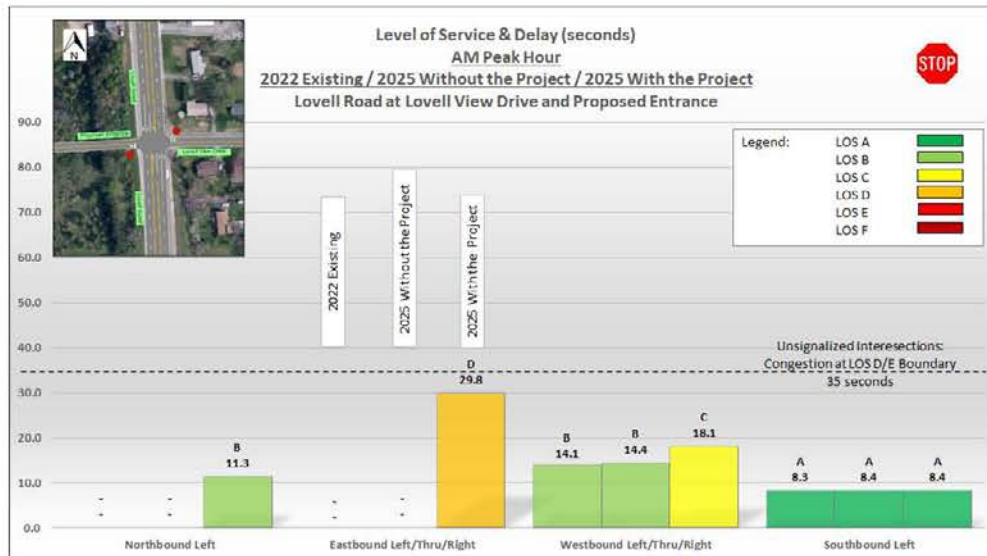 Level of Service & Delay (seconds)
AM Peak Hour
2022 Existing / 2025 Without the Project / 2025 With the Project
Lovell Road at Lovell View Drive and Proposed Entrance
STOP
N
Legend:
LOS A
LOS B
LOS C
LOS D
LOS E
LOS F
90.0
80.0
70.0
60.0
50.0
40.0
30.0
20.0
10.0
0.0
2022 Existing
2025 Without the Project
2025 With the Project
Unsignalized Interesections:
Congestion at LOS D/E Boundary
35 seconds
- - B
- - 11.3
- - D
- - 29.8
B B C
14.1 14.4 18.1
A A A
8.3 8.4 8.4
Northbound Left
Eastbound Left/Thru/Right
Westbound Left/Thru/Right
Southbound Left